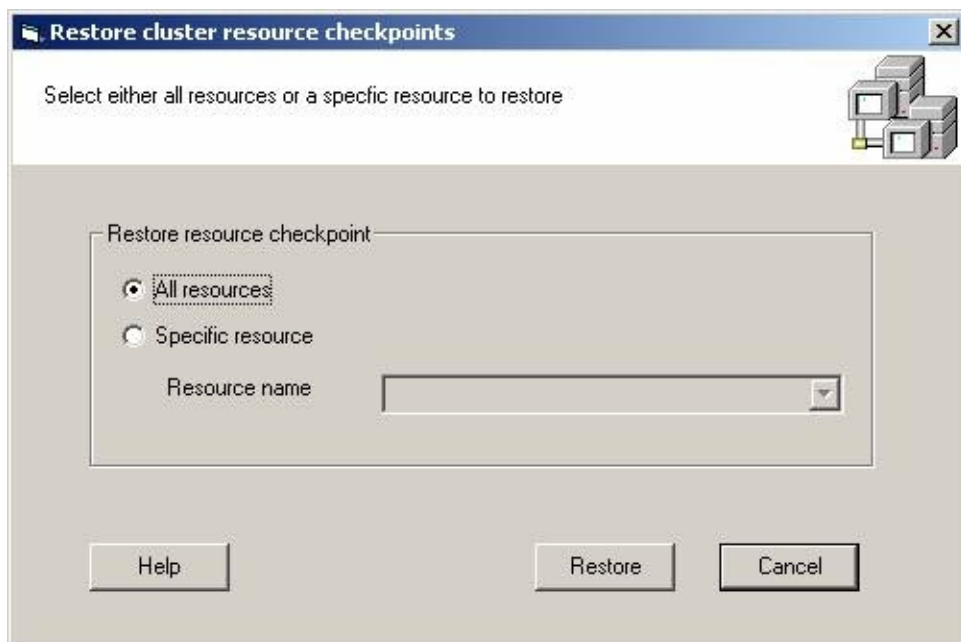 Restore cluster resource checkpoints
Select either all resources or a specfic resource to restore
Restore resource checkpoint
All resources
Specific resource
Resource name
Help
Restore
Cancel